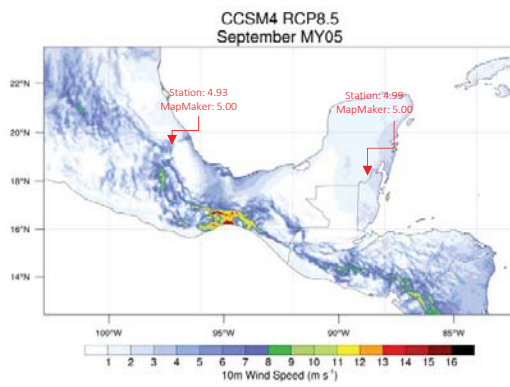 CCSM4 RCP8.5
September MY05
22°N
20°N
18°N
16°N
14°N
Station: 4.93
MapMaker: 5.00
Station: 4.99
MapMaker: 5.00
100°W 95°W 90°W 85°W
1 2 3 4 5 6 7 8 9 10 11 12 13 14 15 16
10m Wind Speed (m s⁻¹)